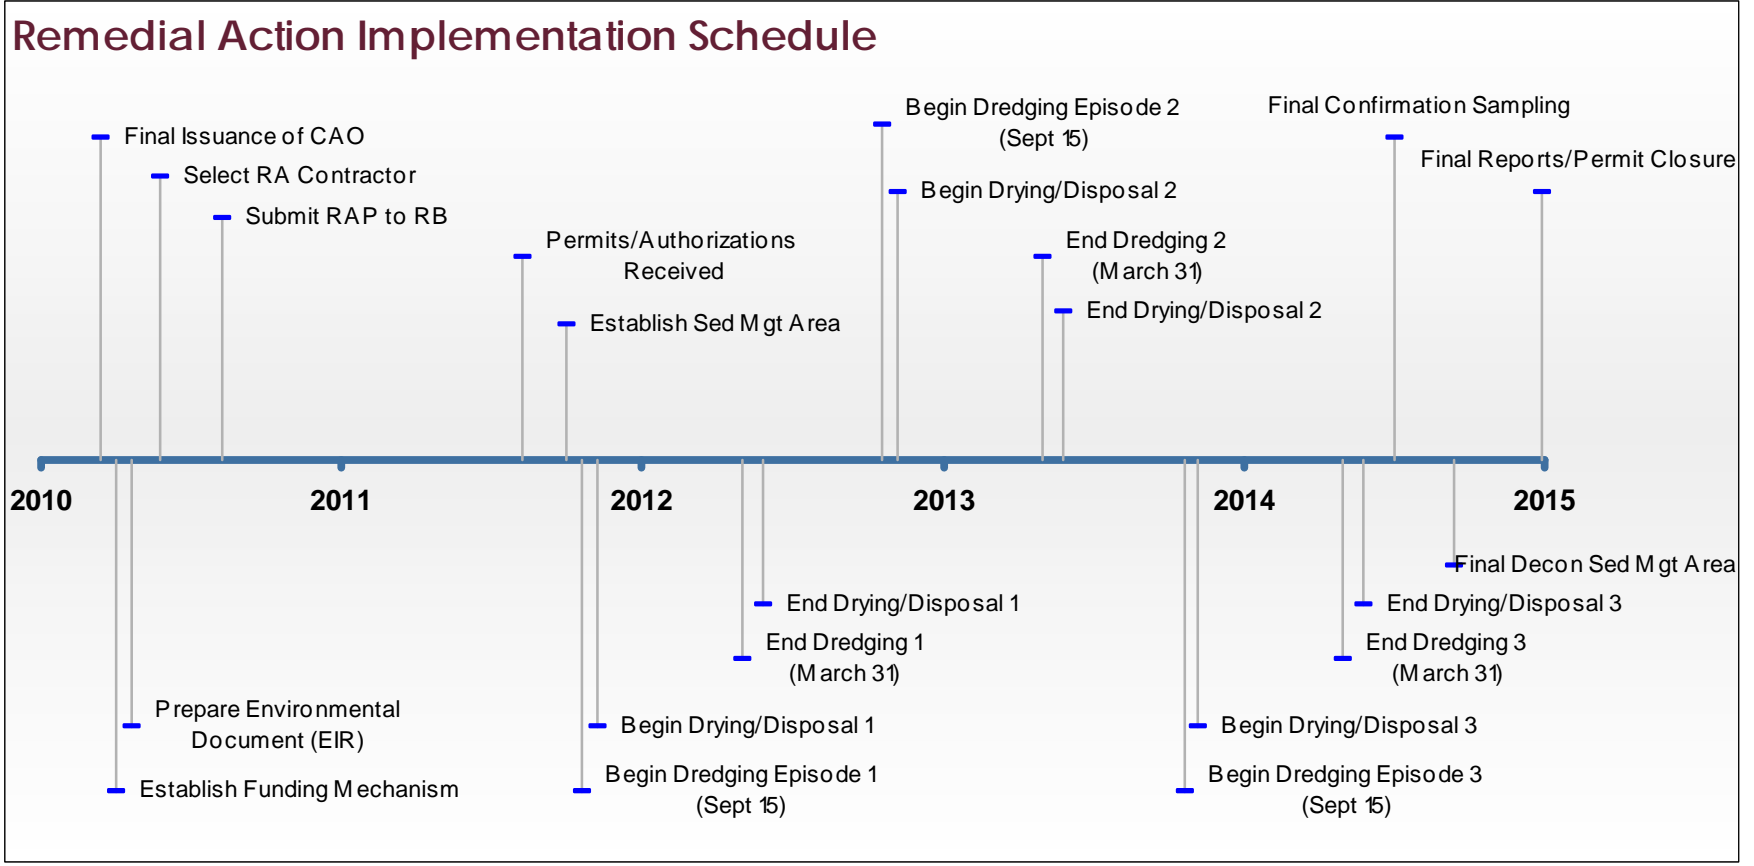 Remedial Action Implementation Schedule
Final Issuance of CAO
Select RA Contractor
Submit RAP to RB
Permits/Authorizations
Received
Establish Sed Mgt Area
Begin Dredging Episode 2
(Sept 15)
Begin Drying/Disposal 2
End Dredging 2
(March 31)
End Drying/Disposal 2
Final Confirmation Sampling
Final Reports/Permit Closure
2010
2011
2012
2013
2014
2015
Prepare Environmental
Document (EIR)
Establish Funding Mechanism
End Drying/Disposal 1
End Dredging 1
(March 31)
Begin Drying/Disposal 1
Begin Dredging Episode 1
(Sept 15)
Final Decon Sed Mgt Area
End Drying/Disposal 3
End Dredging 3
(March 31)
Begin Drying/Disposal 3
Begin Dredging Episode 3
(Sept 15)